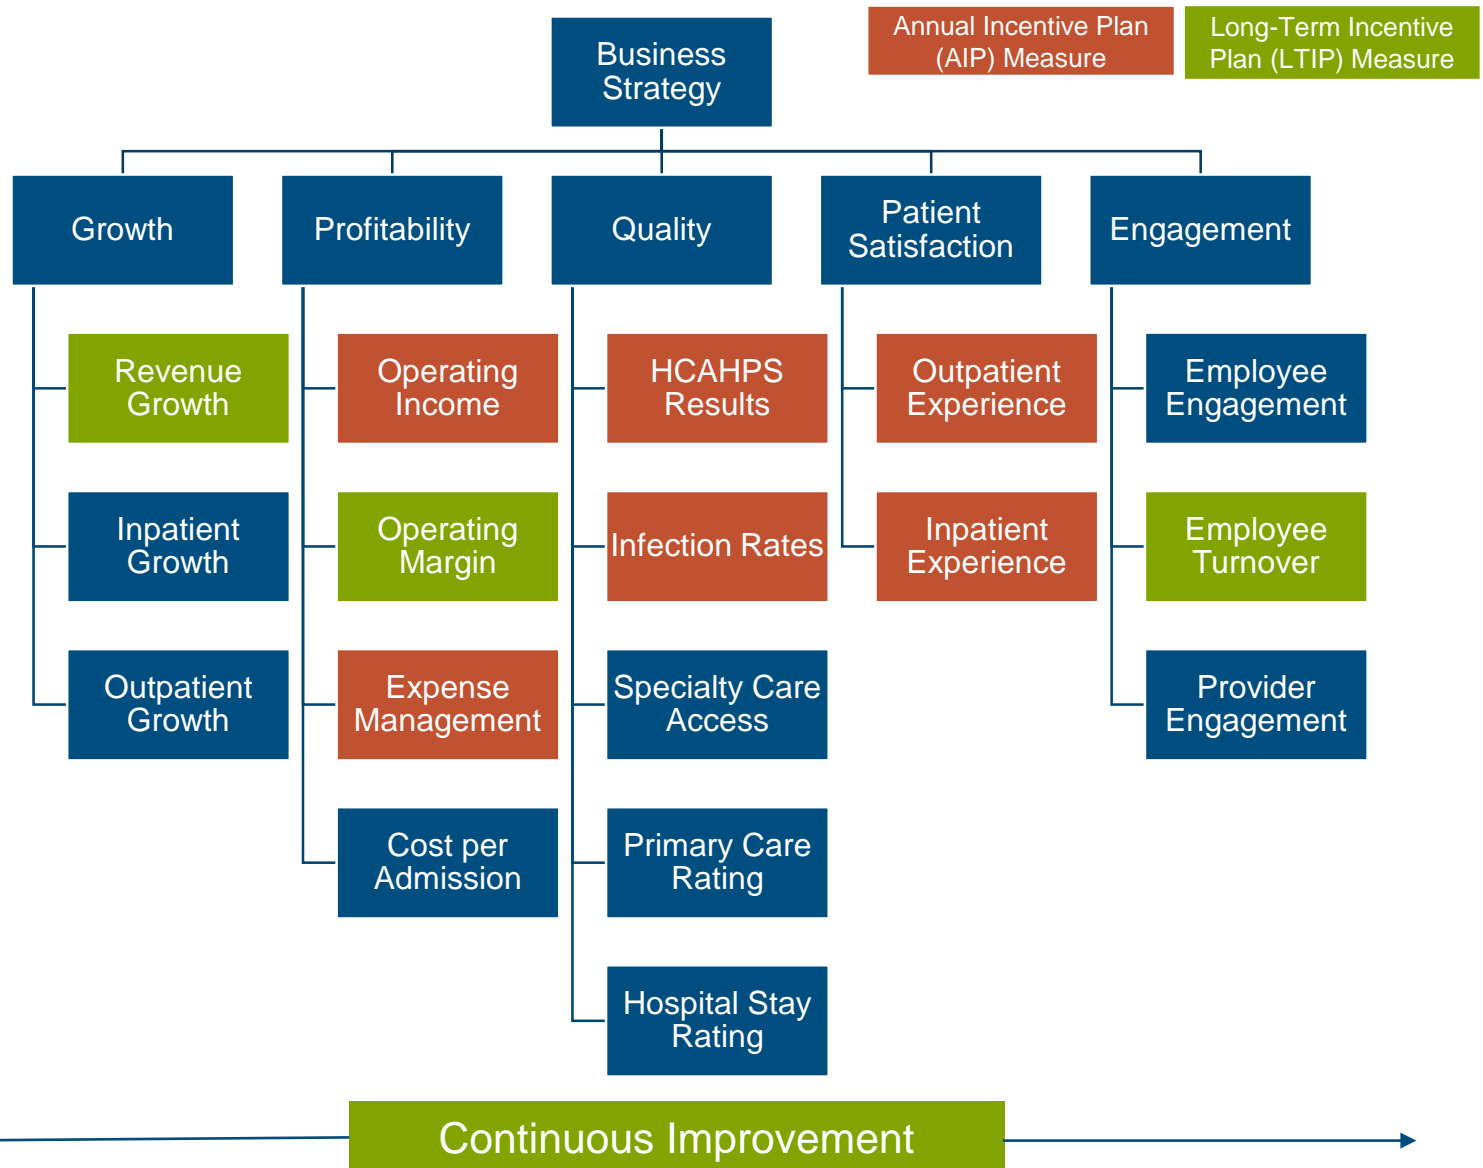 Business
Strategy
Annual Incentive Plan
(AIP) Measure
Long-Term Incentive
Plan (LTIP) Measure
Growth
Profitability
Quality
Patient
Satisfaction
Engagement
Revenue
Growth
Operating
Income
HCAHPS
Results
Outpatient
Experience
Employee
Engagement
Inpatient
Growth
Operating
Margin
Infection Rates
Inpatient
Experience
Employee
Turnover
Outpatient
Growth
Expense
Management
Specialty Care
Access
Provider
Engagement
Cost per
Admission
Primary Care
Rating
Hospital Stay
Rating
Continuous Improvement